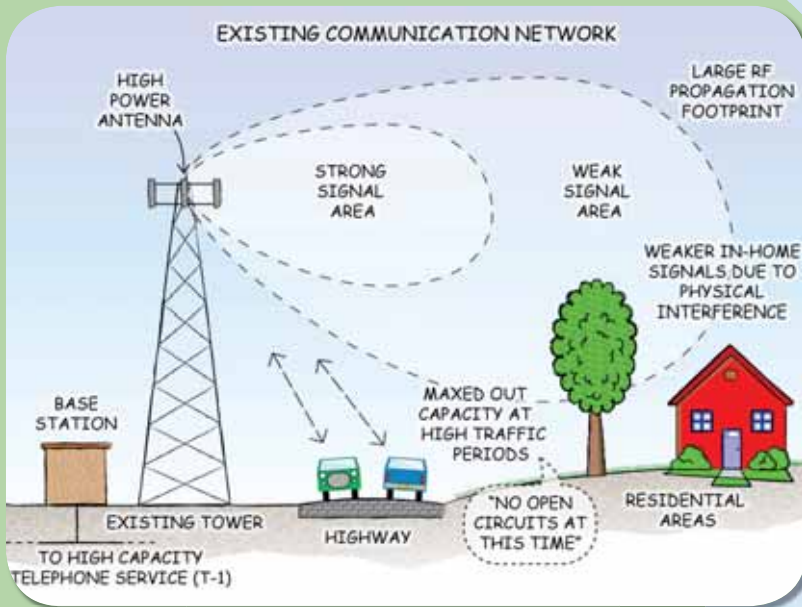 EXISTING COMMUNICATION NETWORK
HIGH
POWER
ANTENNA
LARGE RF
PROPAGATION
FOOTPRINT
STRONG
SIGNAL
AREA
WEAK
SIGNAL
AREA
WEAKER IN-HOME
SIGNALS DUE TO
PHYSICAL
INTERFERENCE
MAXED OUT
CAPACITY AT
HIGH TRAFFIC
PERIODS
BASE
STATION
EXISTING TOWER
HIGHWAY
"NO OPEN
CIRCUITS AT
THIS TIME"
RESIDENTIAL
AREAS
TO HIGH CAPACITY
TELEPHONE SERVICE (T-1)